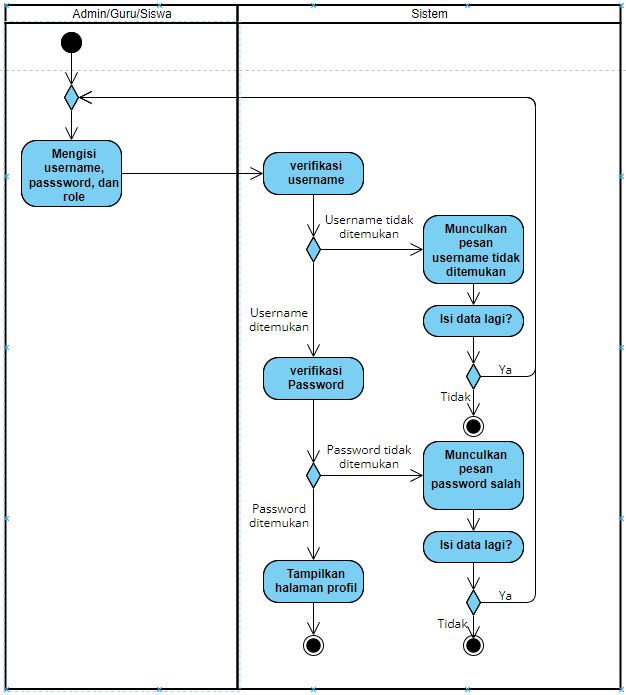 Admin/Guru/Siswa
Sistem
Mengisi
username,
passsword, dan
role
verifikasi
username
Username tidak
ditemukan
Munculkan
pesan
username tidak
ditemukan
Username
ditemukan
Isi data lagi?
Ya
Tidak
verifikasi
Password
Password tidak
ditemukan
Munculkan
pesan
password salah
Password
ditemukan
Isi data lagi?
Ya
Tidak
Tampilkan
halaman profil